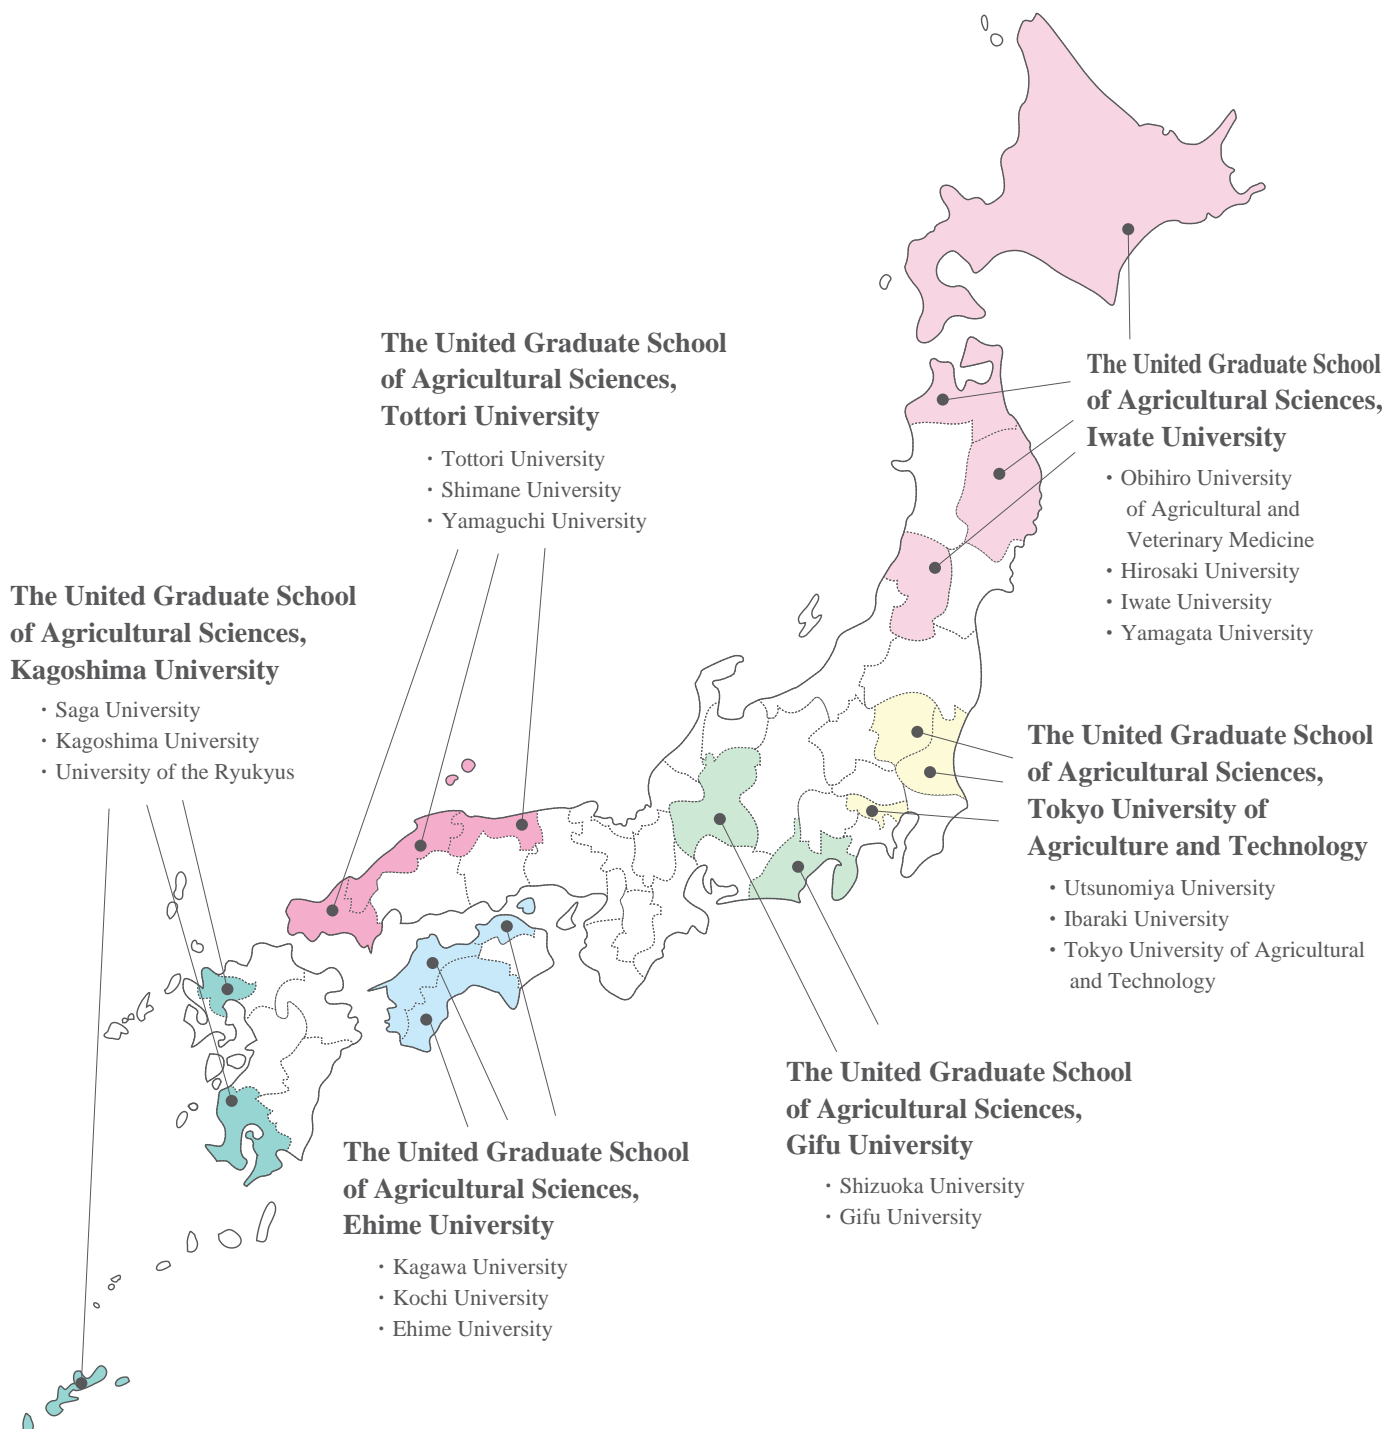 The United Graduate School
of Agricultural Sciences,
Tottori University
・Tottori University
・Shimane University
・Yamaguchi University
The United Graduate School
of Agricultural Sciences,
Iwate University
・Obihiro University
of Agricultural and
Veterinary Medicine
・Hirosaki University
・Iwate University
・Yamagata University
The United Graduate School
of Agricultural Sciences,
Kagoshima University
・Saga University
・Kagoshima University
・University of the Ryukyus
The United Graduate School
of Agricultural Sciences,
Tokyo University of
Agriculture and Technology
・Utsunomiya University
・Ibaraki University
・Tokyo University of Agricultural
and Technology
The United Graduate School
of Agricultural Sciences,
Gifu University
・Shizuoka University
・Gifu University
The United Graduate School
of Agricultural Sciences,
Ehime University
・Kagawa University
・Kochi University
・Ehime University